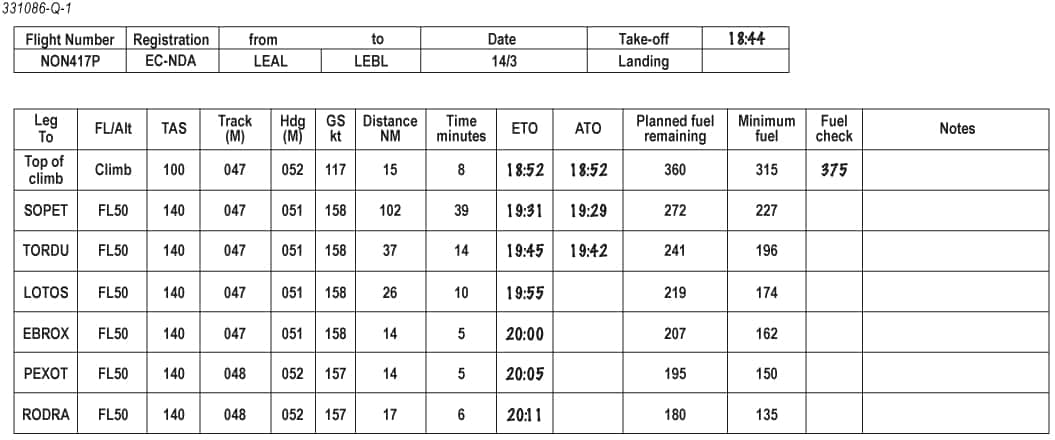 331086-Q-1
Flight Number Registration from to Date Take-off 18:44
NON417P EC-NDA LEAL LEBL 14/3 Landing
Leg To FL/Alt TAS Track (M) Hdg (M) GS kt Distance NM Time minutes ETO ATO Planned fuel remaining Minimum fuel Fuel check Notes
Top of climb Climb 100 047 052 117 15 8 18:52 18:52 360 315 375
SOPET FL50 140 047 051 158 102 39 19:31 19:29 272 227
TORDU FL50 140 047 051 158 37 14 19:45 19:42 241 196
LOTOS FL50 140 047 051 158 26 10 19:55 219 174
EBROX FL50 140 047 051 158 14 5 20:00 207 162
PEXOT FL50 140 048 052 157 14 5 20:05 195 150
RODRA FL50 140 048 052 157 17 6 20:11 180 135